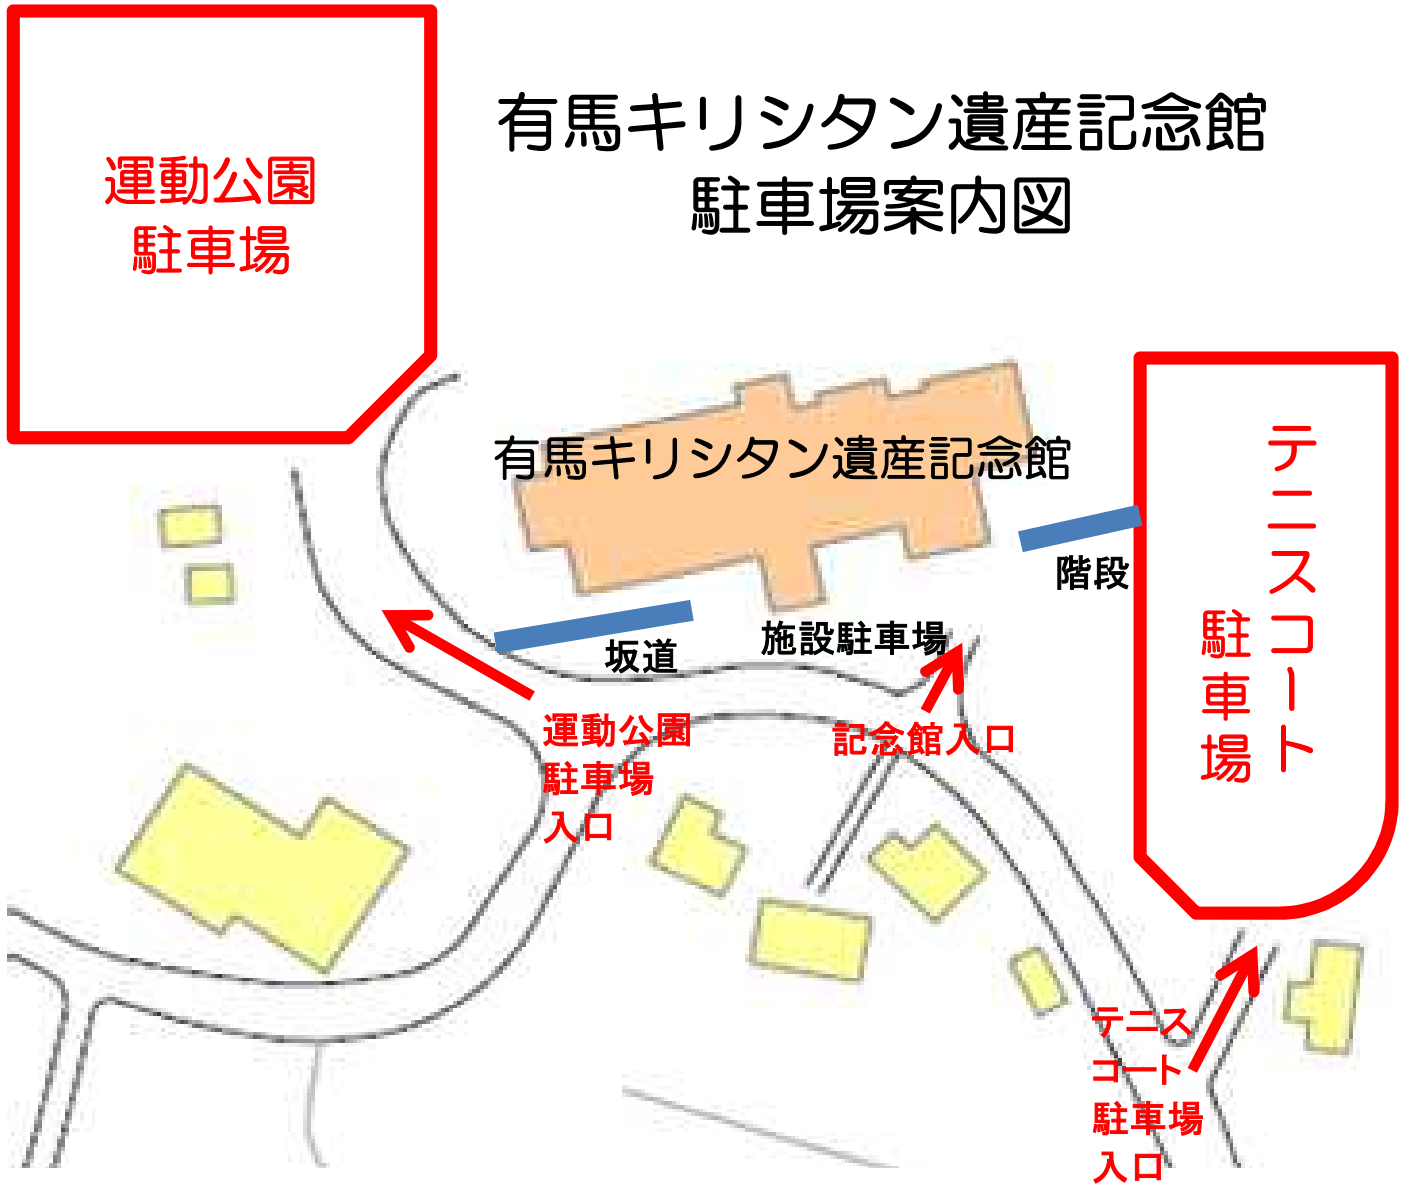 有馬キリシタン遺産記念館
駐車場案内図
運動公園
駐車場
有馬キリシタン遺産記念館
テニスコート
駐車場
階段
坂道
施設駐車場
運動公園
駐車場
入口
記念館入口
テニス
コート
駐車場
入口